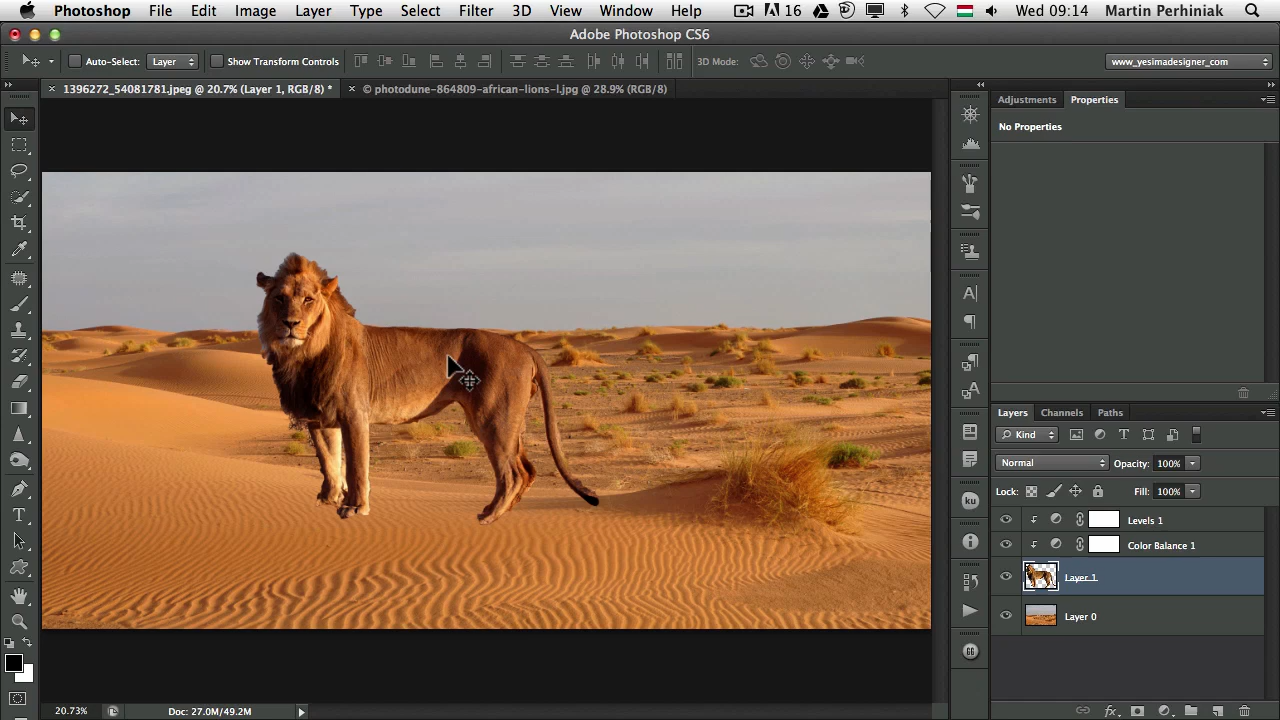 Photoshop File Edit Image Layer Type Select Filter 3D View Window Help 16 Wed 09:14 Martin Perhiniak
Adobe Photoshop CS6
Auto-Select: Layer Show Transform Controls 3D Mode: www_yesimadesigner_com
1396272_54081781.jpeg @ 20.7% (Layer 1, RGB/8) * © photodune-864809-african-lions-l.jpg @ 28.9% (RGB/8)
Adjustments Properties
No Properties
Layers Channels Paths
Kind
Normal Opacity: 100%
Lock: Fill: 100%
Levels 1
Color Balance 1
Layer 1
Layer 0
ku
GG
20.73% Doc: 27.0M/49.2M
fx